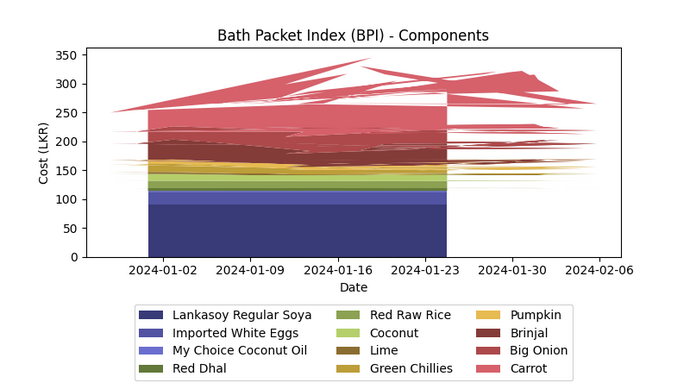 Bath Packet Index (BPI) - Components
350
300
250
200
150
100
50
0
Cost (LKR)
2024-01-02 2024-01-09 2024-01-16 2024-01-23 2024-01-30 2024-02-06
Date
Lankasoy Regular Soya Red Raw Rice Pumpkin
Imported White Eggs Coconut Brinjal
My Choice Coconut Oil Lime Big Onion
Red Dhal Green Chillies Carrot